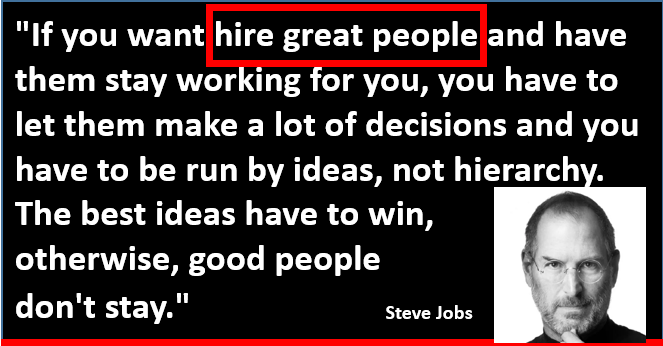 "If you want hire great people and have
them stay working for you, you have to
let them make a lot of decisions and you
have to be run by ideas, not hierarchy.
The best ideas have to win,
otherwise, good people
don't stay."
Steve Jobs